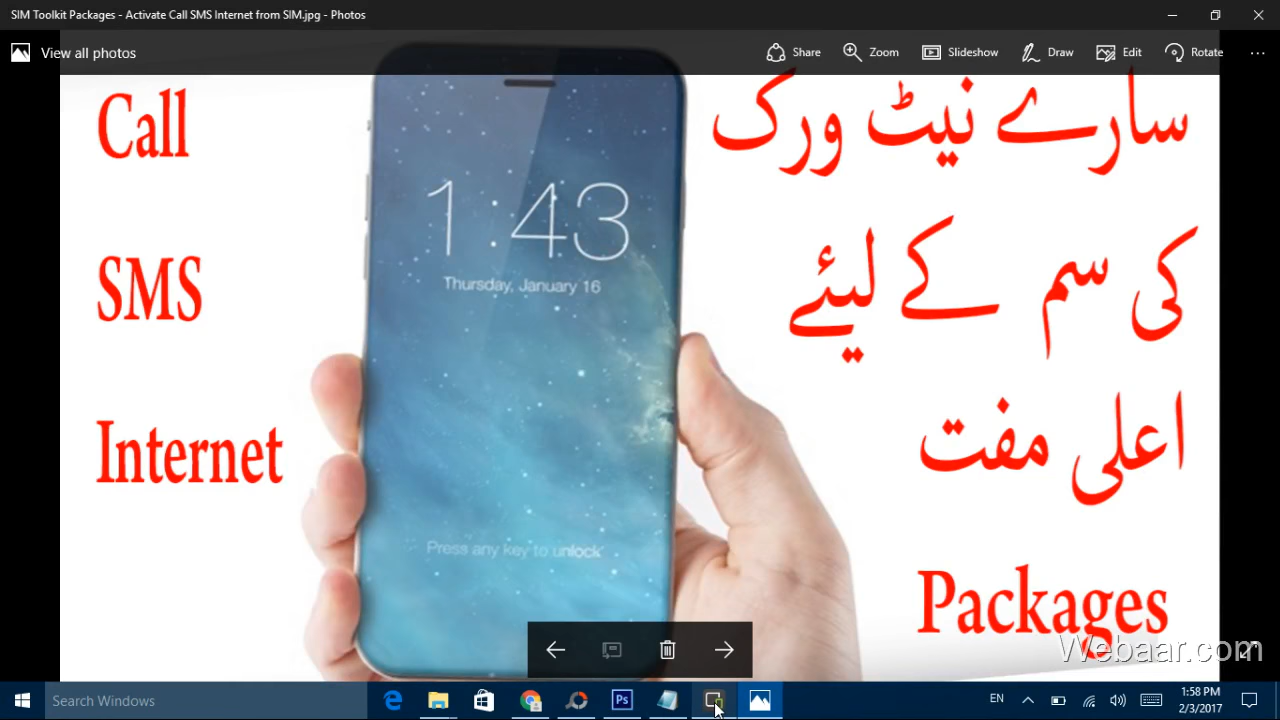 SIM Toolkit Packages - Activate Call SMS Internet from SIM.jpg - Photos
View all photos
Share Zoom Slideshow Draw Edit Rotate
Call
سارے نیٹ ورک
1:43
Thursday, January 16
SMS
کی سم کے لیئے
Internet
اعلی مفت
Press any key to unlock
Packages
Webaar.com
Search Windows
Ps
EN
1:58 PM
2/3/2017